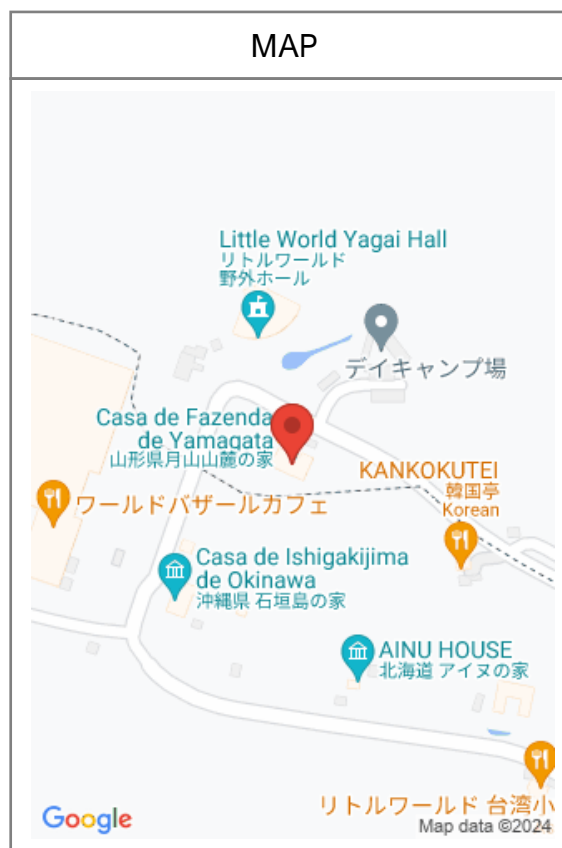 MAP
Little World Yagai Hall
リトルワールド
野外ホール
デイキャンプ場
Casa de Fazenda
de Yamagata
山形県月山山麓の家
KANKOKUTEI
韓国亭
Korean
ワールドバザールカフェ
Casa de Ishigakijima
de Okinawa
沖縄県 石垣島の家
AINU HOUSE
北海道 アイヌの家
リトルワールド 台湾小
Google
Map data ©2024